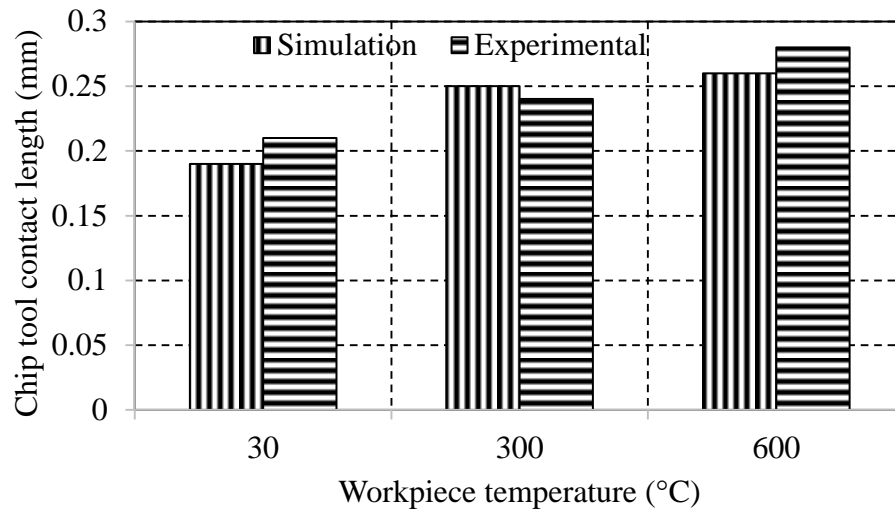 Chip tool contact length (mm)
0.3
0.25
0.2
0.15
0.1
0.05
0
Simulation Experimental
30 300 600
Workpiece temperature (°C)